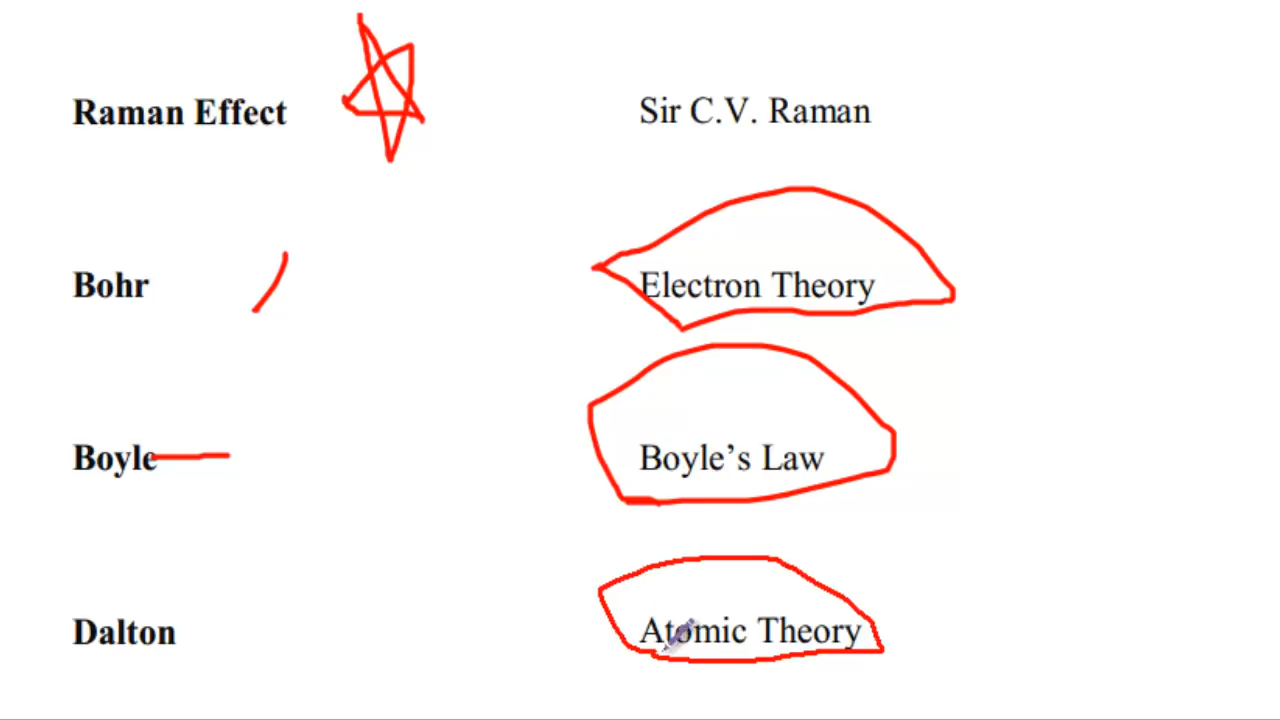 Raman Effect Sir C.V. Raman
Bohr Electron Theory
Boyle Boyle’s Law
Dalton Atomic Theory